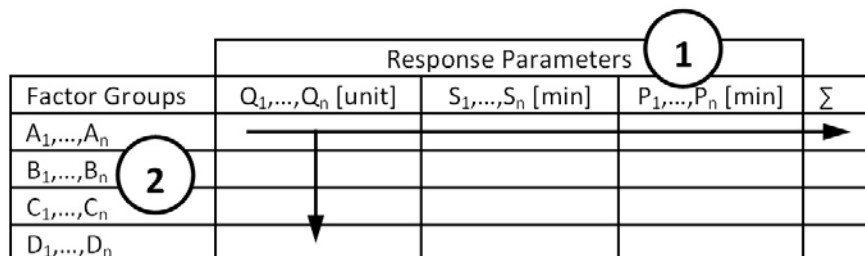 Response Parameters 1
Factor Groups Q₁,...,Qₙ [unit] S₁,...,Sₙ [min] P₁,...,Pₙ [min] Σ
A₁,...,Aₙ
B₁,...,Bₙ 2
C₁,...,Cₙ
D₁,...,Dₙ